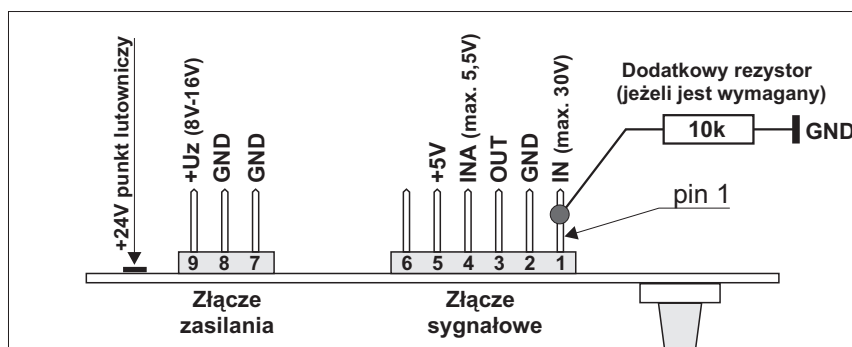 +24V punkt lutowniczy
+Uz (8V-16V)
GND
GND
+5V
INA (max. 5,5V)
OUT
GND
IN (max. 30V)
Dodatkowy rezystor
(jeżeli jest wymagany)
10k
GND
pin 1
9 8 7
6 5 4 3 2 1
Złącze
zasilania
Złącze
sygnałowe